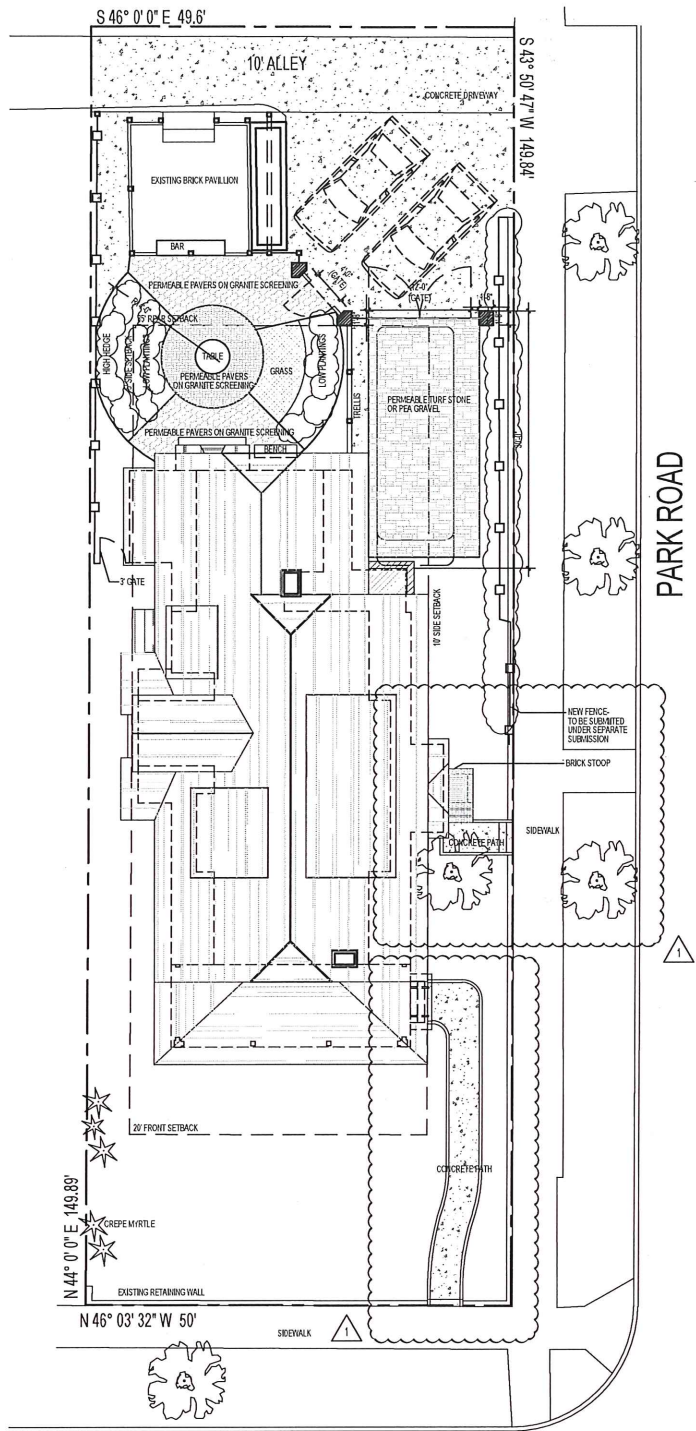 S 46° 0' 0" E 49.6'
10' ALLEY
S 43° 50' 47" W 149.84'
CONCRETE DRIVEWAY
EXISTING BRICK PAVILLION
BAR
4'-0"
(GATE)
PERMEABLE PAVERS ON GRANITE SCREENING
12'-0"
(GATE)
4'-8"
REAR SETBACK
HIGH HEDGE
SIDE SETBACK
LOW PLANTINGS
TABLE
GRASS
LOW PLANTINGS
PERMEABLE PAVERS
ON GRANITE SCREENING
TRELLIS
PERMEABLE TURF STONE
OR PEA GRAVEL
PERMEABLE PAVERS ON GRANITE SCREENING
BENCH
PARK ROAD
3' GATE
10' SIDE SETBACK
NEW FENCE-
TO BE SUBMITED
UNDER SEPARATE
SUBMISSION
BRICK STOOP
SIDEWALK
CONCRETE PATH
1
20' FRONT SETBACK
CONCRETE PATH
N 44° 0' 0" E 149.89'
CREPE MYRTLE
EXISTING RETAINING WALL
N 46° 03' 32" W 50'
SIDEWALK
1